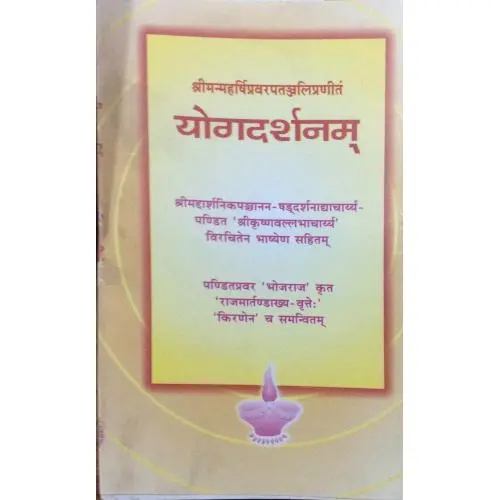 श्रीमन्महर्षिप्रवरपतञ्जलिप्रणीतं
योगदर्शनम्
श्रीमद्दार्शनिकपञ्चानन-षड्दर्शनाद्याचार्य्य-
पण्डित 'श्रीकृष्णवल्लभाचार्य्य'
विरचितेन भाष्येण सहितम्
पण्डितप्रवर 'भोजराज' कृत
'राजमार्तण्डाख्य-वृत्तेः'
'किरणेन' च समन्वितम्